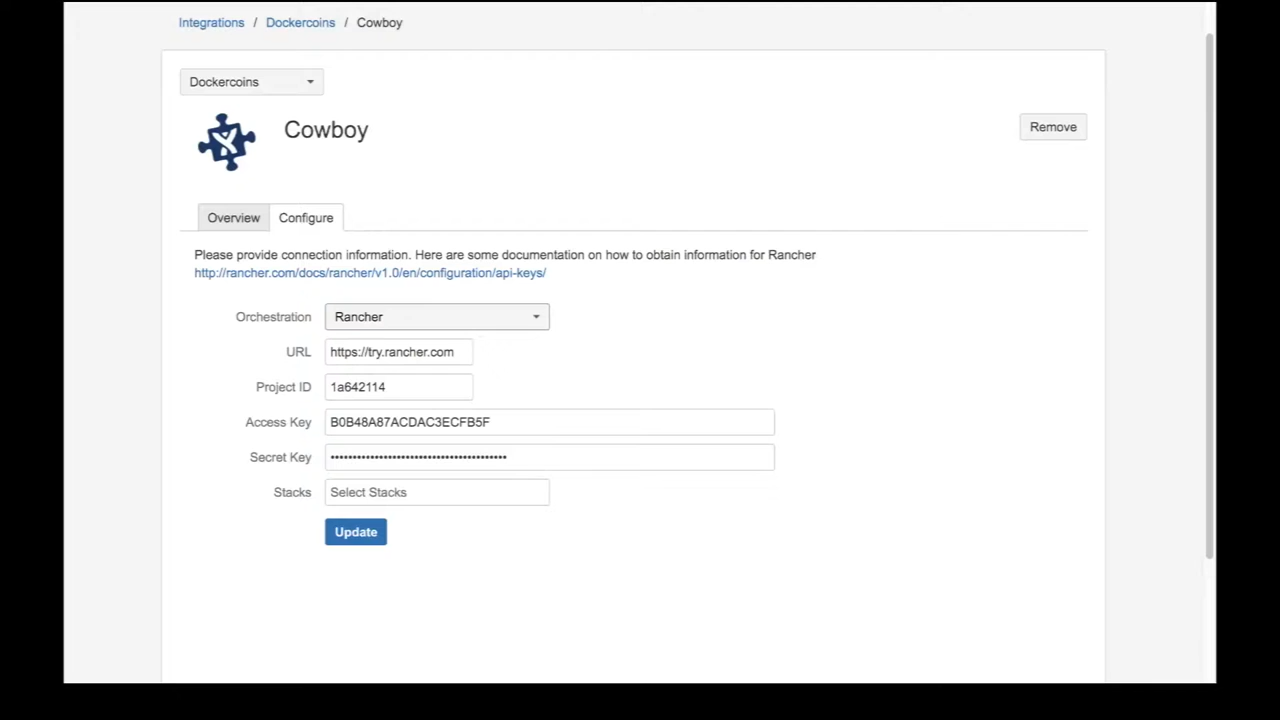 Integrations / Dockercoins / Cowboy
Dockercoins
Cowboy
Remove
Overview Configure
Please provide connection information. Here are some documentation on how to obtain information for Rancher
http://rancher.com/docs/rancher/v1.0/en/configuration/api-keys/
Orchestration Rancher
URL https://try.rancher.com
Project ID 1a642114
Access Key B0B48A87ACDAC3ECFB5F
Secret Key ••••••••••••••••••••••••••••••••••••••••
Stacks Select Stacks
Update